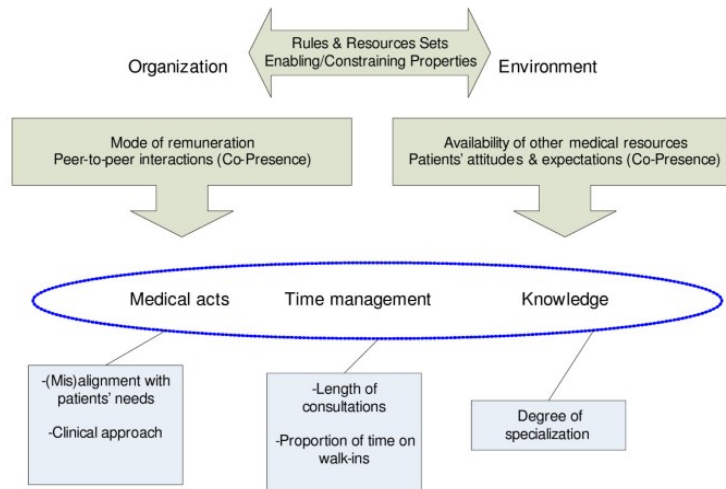 Rules & Resources Sets
Enabling/Constraining Properties
Organization
Environment
Mode of remuneration
Peer-to-peer interactions (Co-Presence)
Availability of other medical resources
Patients' attitudes & expectations (Co-Presence)
Medical acts
Time management
Knowledge
-(Mis)alignment with
patients' needs
-Clinical approach
-Length of
consultations
-Proportion of time on
walk-ins
Degree of
specialization